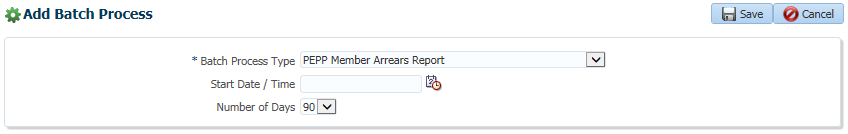 Add Batch Process
Save
Cancel
* Batch Process Type PEPP Member Arrears Report
Start Date / Time
Number of Days 90